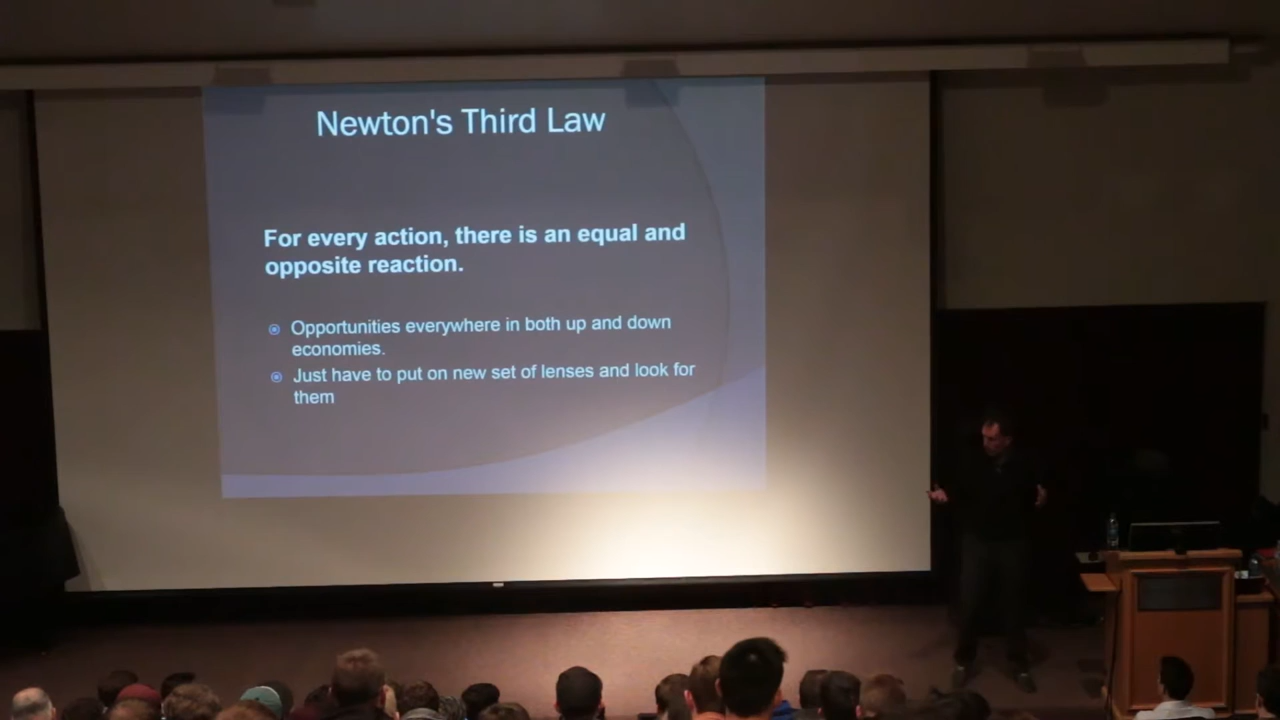 Newton's Third Law
For every action, there is an equal and
opposite reaction.
Opportunities everywhere in both up and down
economies.
Just have to put on new set of lenses and look for
them